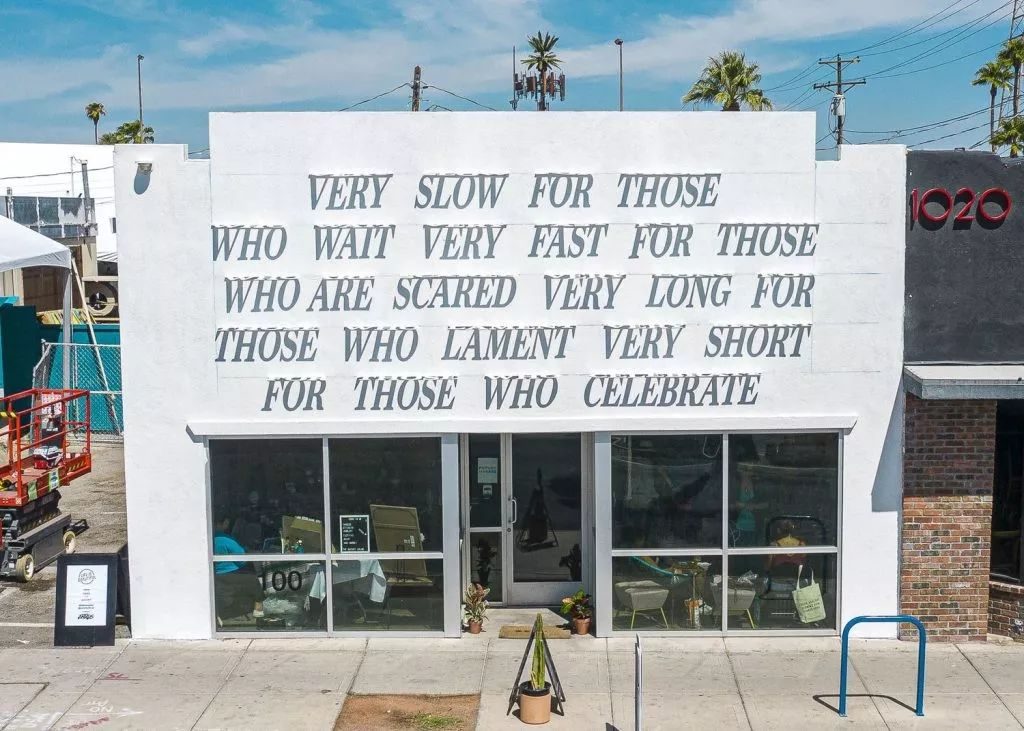 VERY SLOW FOR THOSE
WHO WAIT VERY FAST FOR THOSE
WHO ARE SCARED VERY LONG FOR
THOSE WHO LAMENT VERY SHORT
FOR THOSE WHO CELEBRATE
1020
100